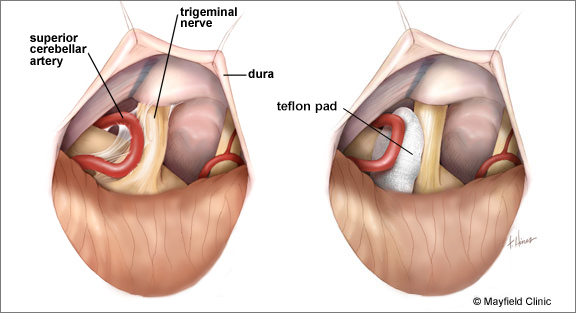 trigeminal
nerve
superior
cerebellar
artery
dura
teflon pad
© Mayfield Clinic